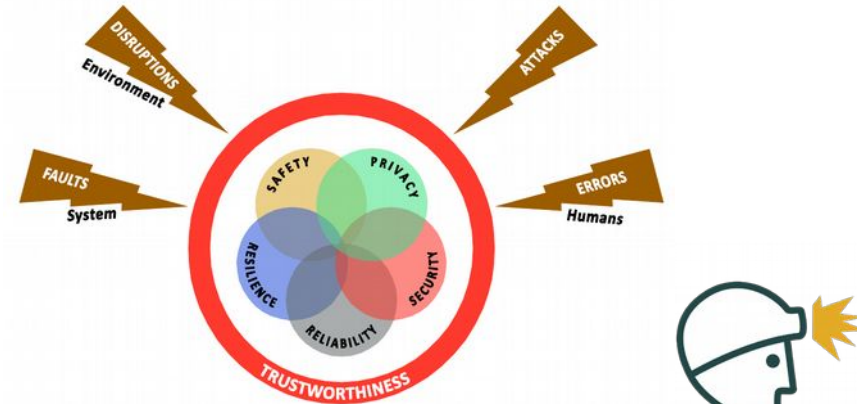 DISRUPTIONS
Environment
ATTACKS
FAULTS
System
ERRORS
Humans
SAFETY
PRIVACY
RESILIENCE
SECURITY
RELIABILITY
TRUSTWORTHINESS